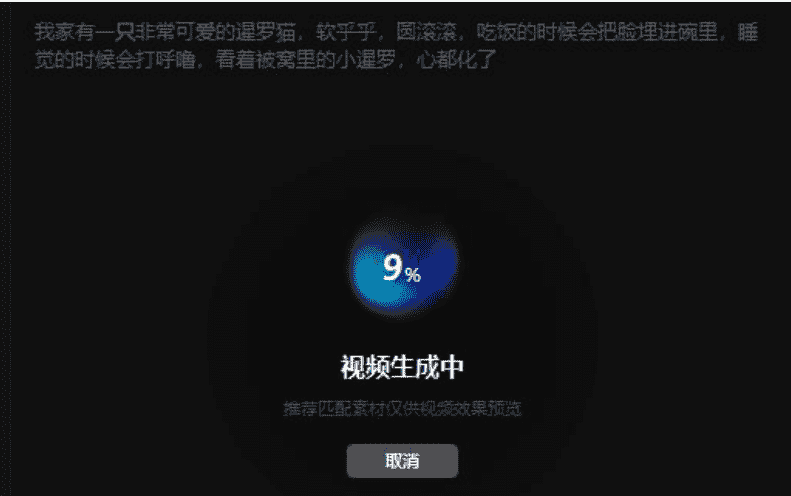 我家有一只非常可爱的暹罗猫，软乎乎，圆滚滚，吃饭的时候会把脸埋进碗里，睡
觉的时候会打呼噜，看着被窝里的小暹罗，心都化了
9%
视频生成中
推荐匹配素材仅供视频效果预览
取消